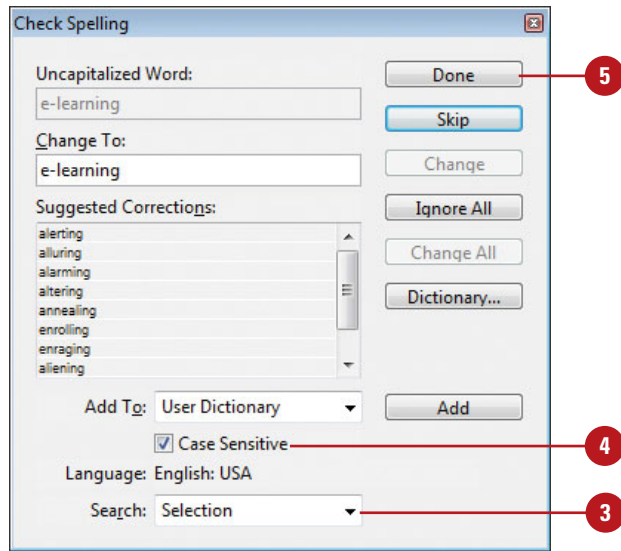 Check Spelling
Uncapitalized Word:
e-learning
Change To:
e-learning
Suggested Corrections:
alerting
alluring
alarming
altering
annealing
enrolling
enraging
aliening
Add To: User Dictionary
Case Sensitive
Language: English: USA
Search: Selection
Done
Skip
Change
Ignore All
Change All
Dictionary...
Add
5
4
3